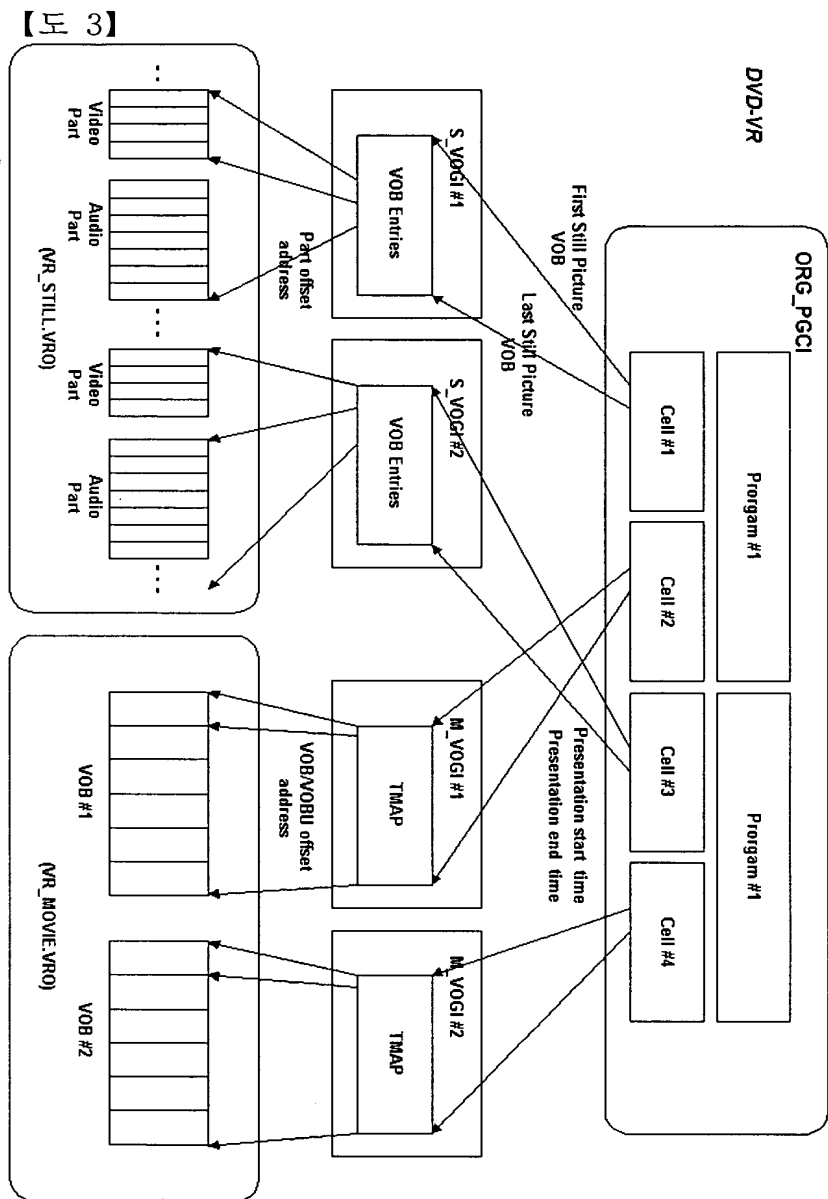 【도 3】
DVD-VR
ORG_PGCI
Prorgam #1
Prorgam #1
Cell #1
Cell #2
Cell #3
Cell #4
First Still Picture
VOB
Last Still Picture
VOB
Presentation start time
Presentation end time
S_VOGI #1
VOB Entries
S_VOGI #2
VOB Entries
M_VOGI #1
TMAP
M_VOGI #2
TMAP
Part offset
address
VOB/VOBU offset
address
...
Video
Part
Audio
Part
...
Video
Part
Audio
Part
...
(VR_STILL.VRO)
VOB #1
VOB #2
(VR_MOVIE.VRO)